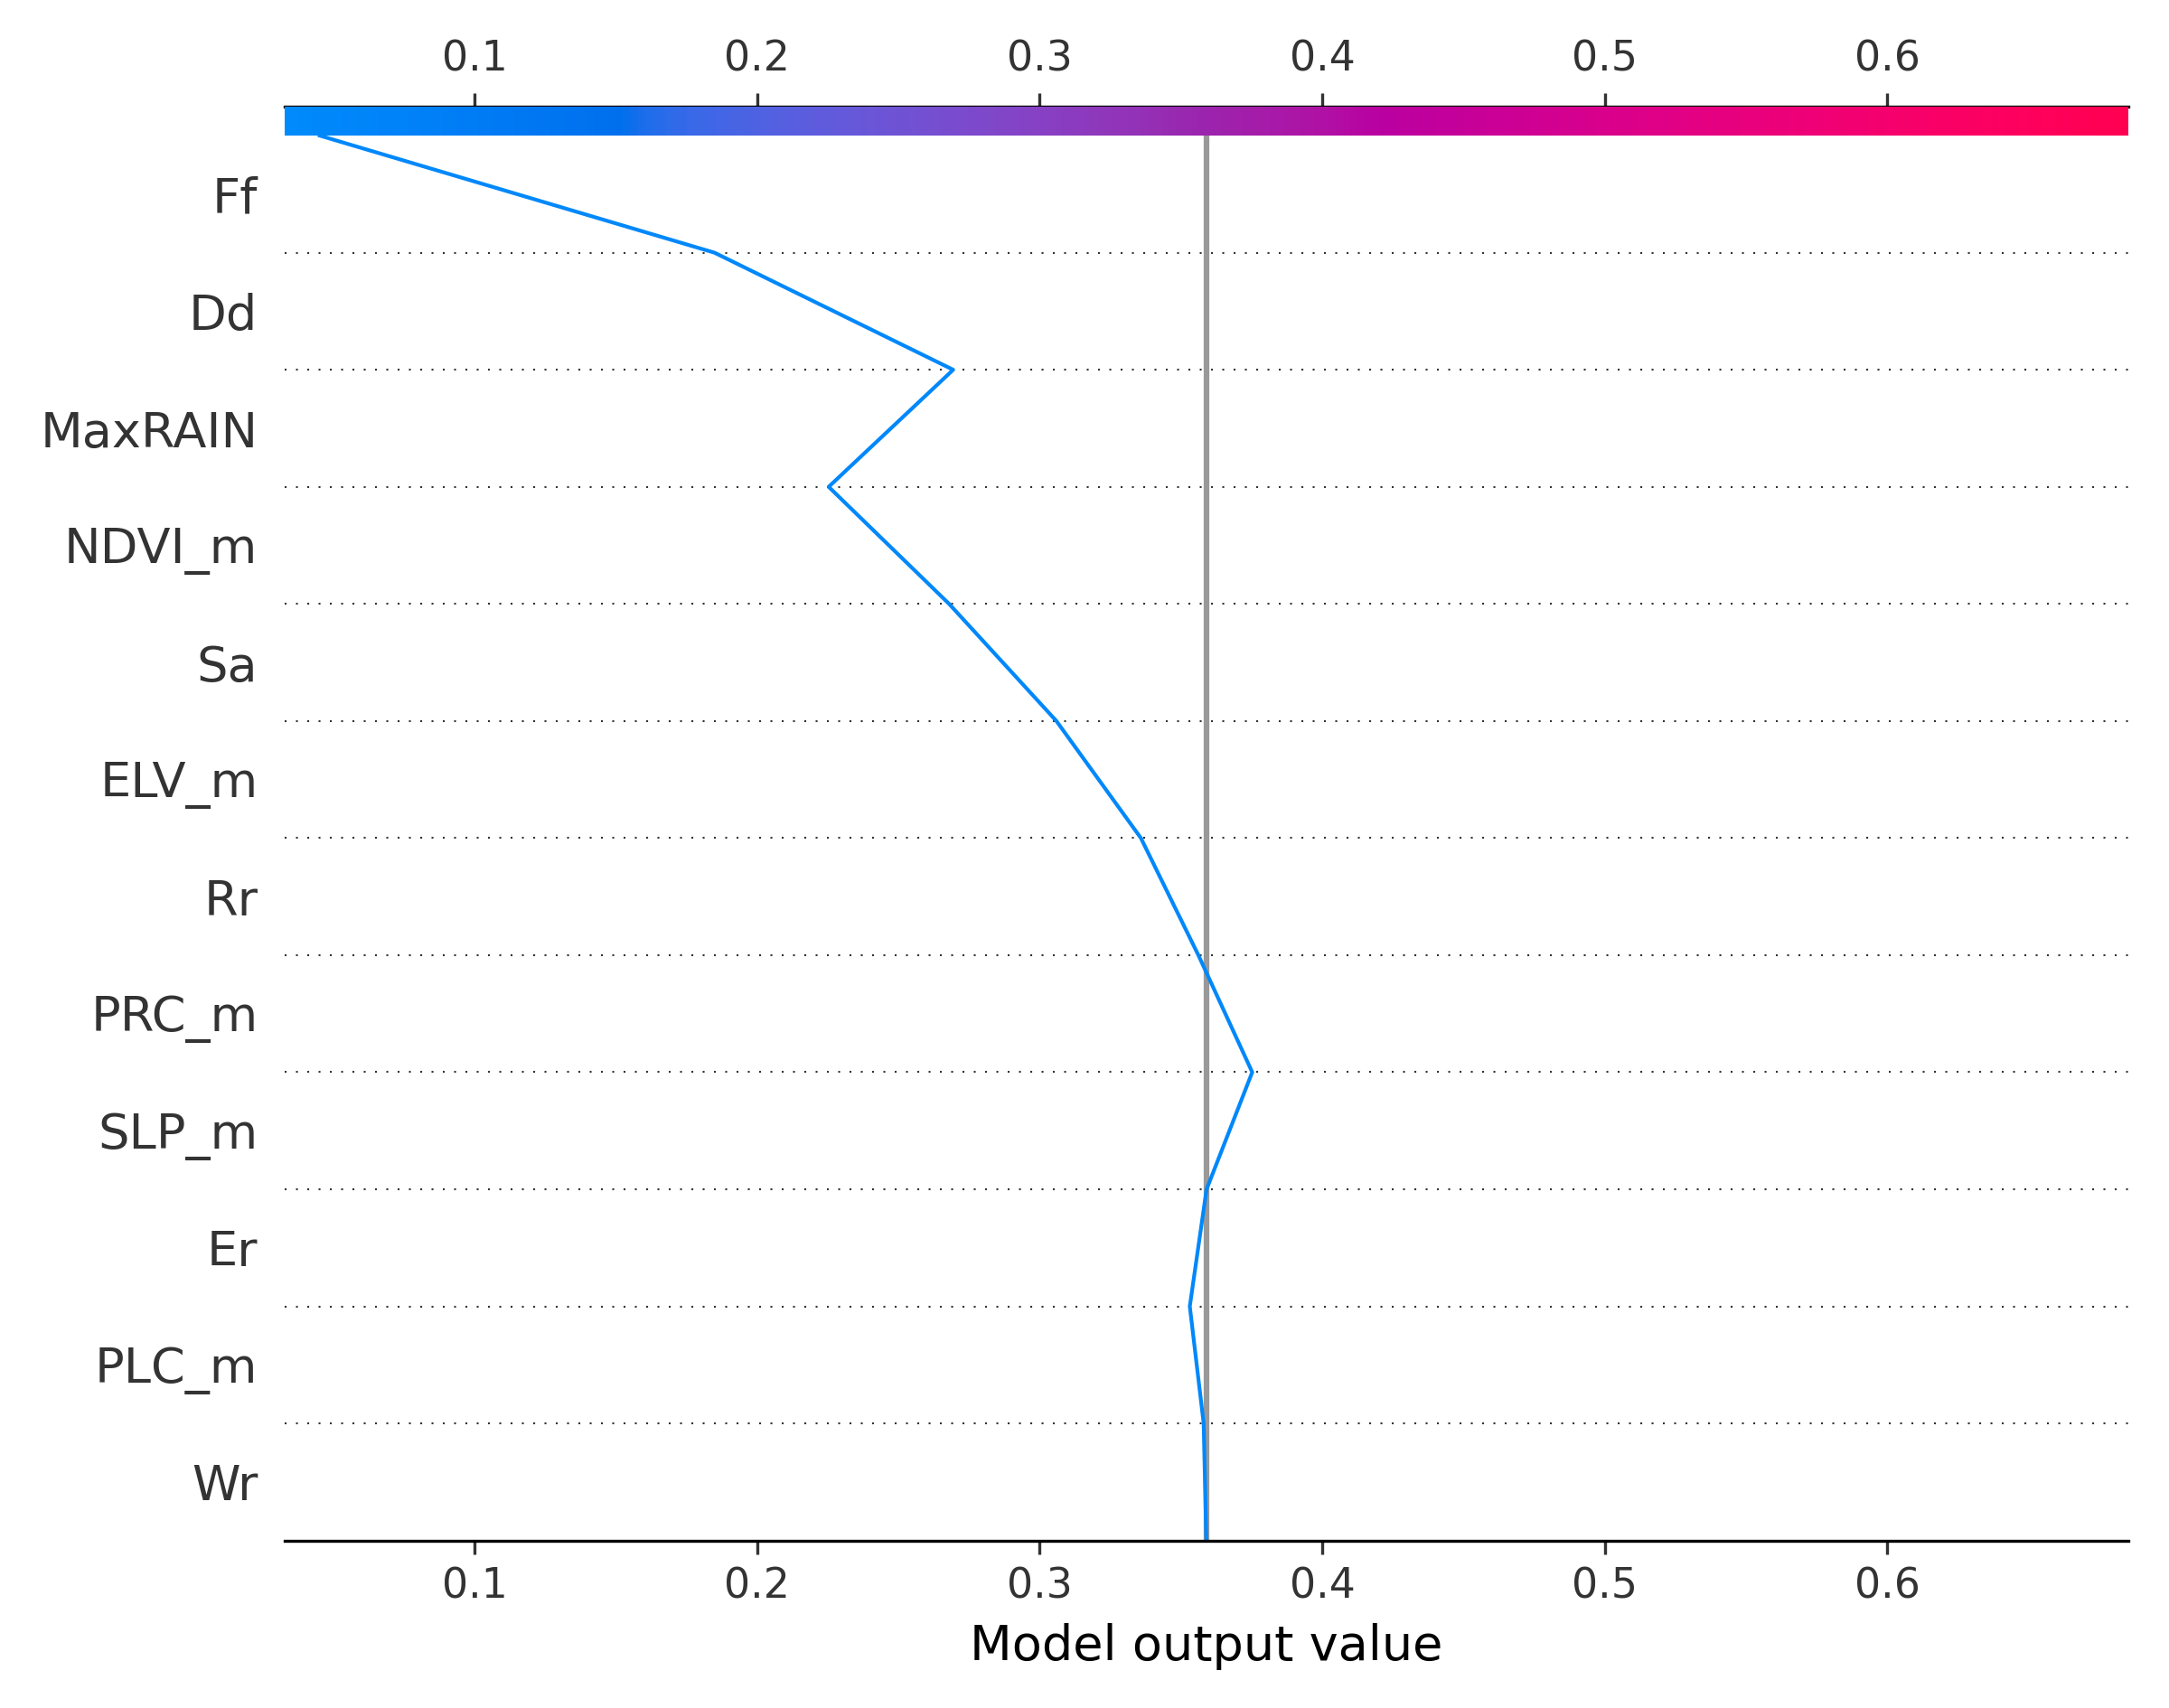 0.1 0.2 0.3 0.4 0.5 0.6
Ff
Dd
MaxRAIN
NDVI_m
Sa
ELV_m
Rr
PRC_m
SLP_m
Er
PLC_m
Wr
0.1 0.2 0.3 0.4 0.5 0.6
Model output value